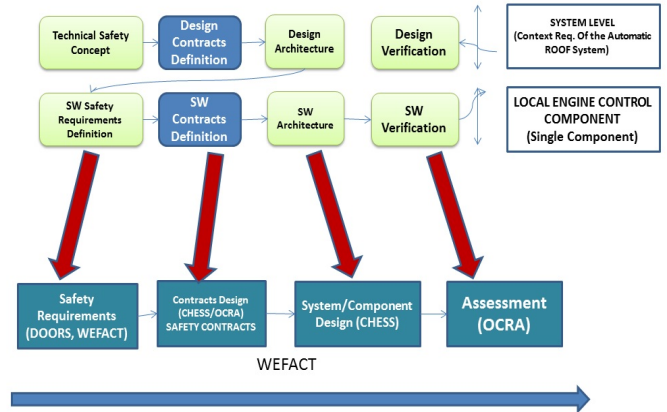 Technical Safety
Concept
Design
Contracts
Definition
Design
Architecture
Design
Verification
SYSTEM LEVEL
(Context Req. Of the Automatic
ROOF System)
SW Safety
Requirements
Definition
SW
Contracts
Definition
SW
Architecture
SW
Verification
LOCAL ENGINE CONTROL
COMPONENT
(Single Component)
Safety
Requirements
(DOORS, WEFACT)
Contracts Design
(CHESS/OCRA)
SAFETY CONTRACTS
System/Component
Design (CHESS)
Assessment
(OCRA)
WEFACT